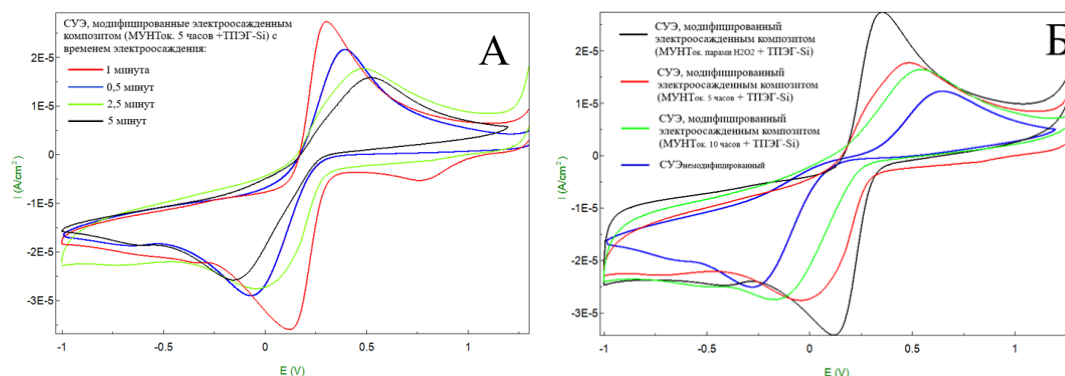 СУЭ, модифицированные электроосажденным
композитом (МУНТок. 5 часов +ТПЭГ-Si) с
временем электроосаждения:
1 минута
0,5 минут
2,5 минут
5 минут
А
2E-5
1E-5
0
-1E-5
-2E-5
-3E-5
I (A/cm²)
-1
-0.5
0
0.5
1
E (V)
СУЭ, модифицированный
электроосажденным композитом
(МУНТок. парами H2O2 + ТПЭГ-Si)
СУЭ, модифицированный
электроосажденным композитом
(МУНТок. 5 часов + ТПЭГ-Si)
СУЭ, модифицированный
электроосажденным композитом
(МУНТок. 10 часов + ТПЭГ-Si)
СУЭнемодифицированный
Б
2E-5
1E-5
0
-1E-5
-2E-5
-3E-5
I (A/cm²)
-1
-0.5
0
0.5
1
E (V)